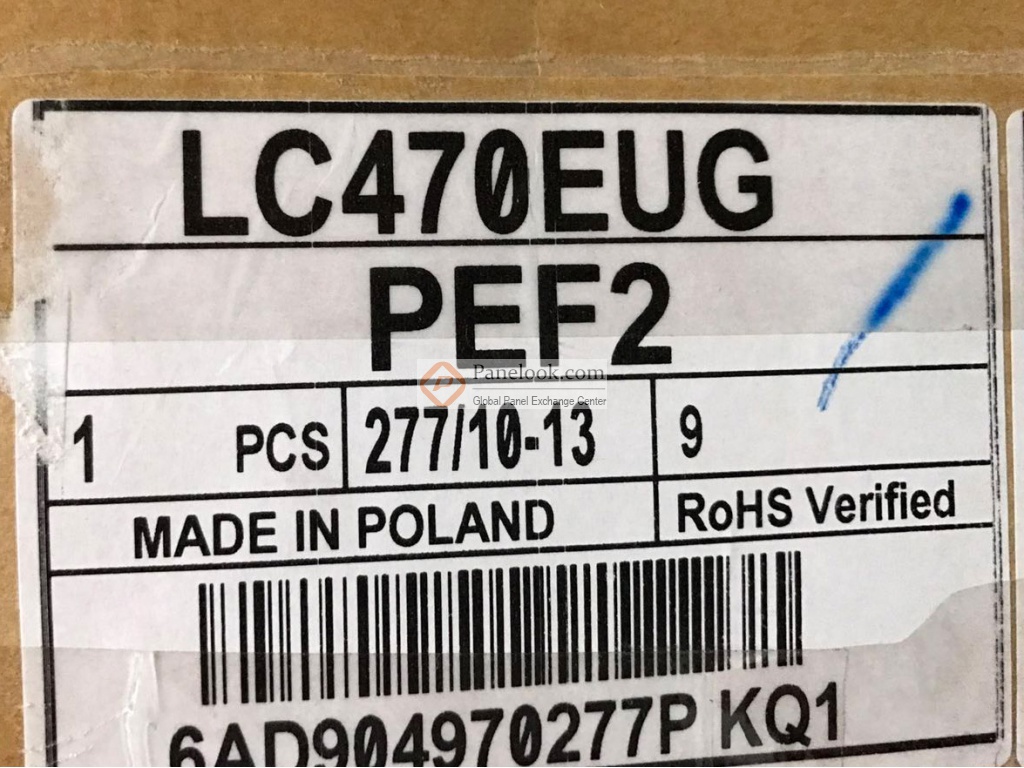 LC470EUG
PEF2
Panelook.com
Global Panel Exchange Center
1 PCS 277/10-13 9
MADE IN POLAND RoHS Verified
6AD904970277P KQ1